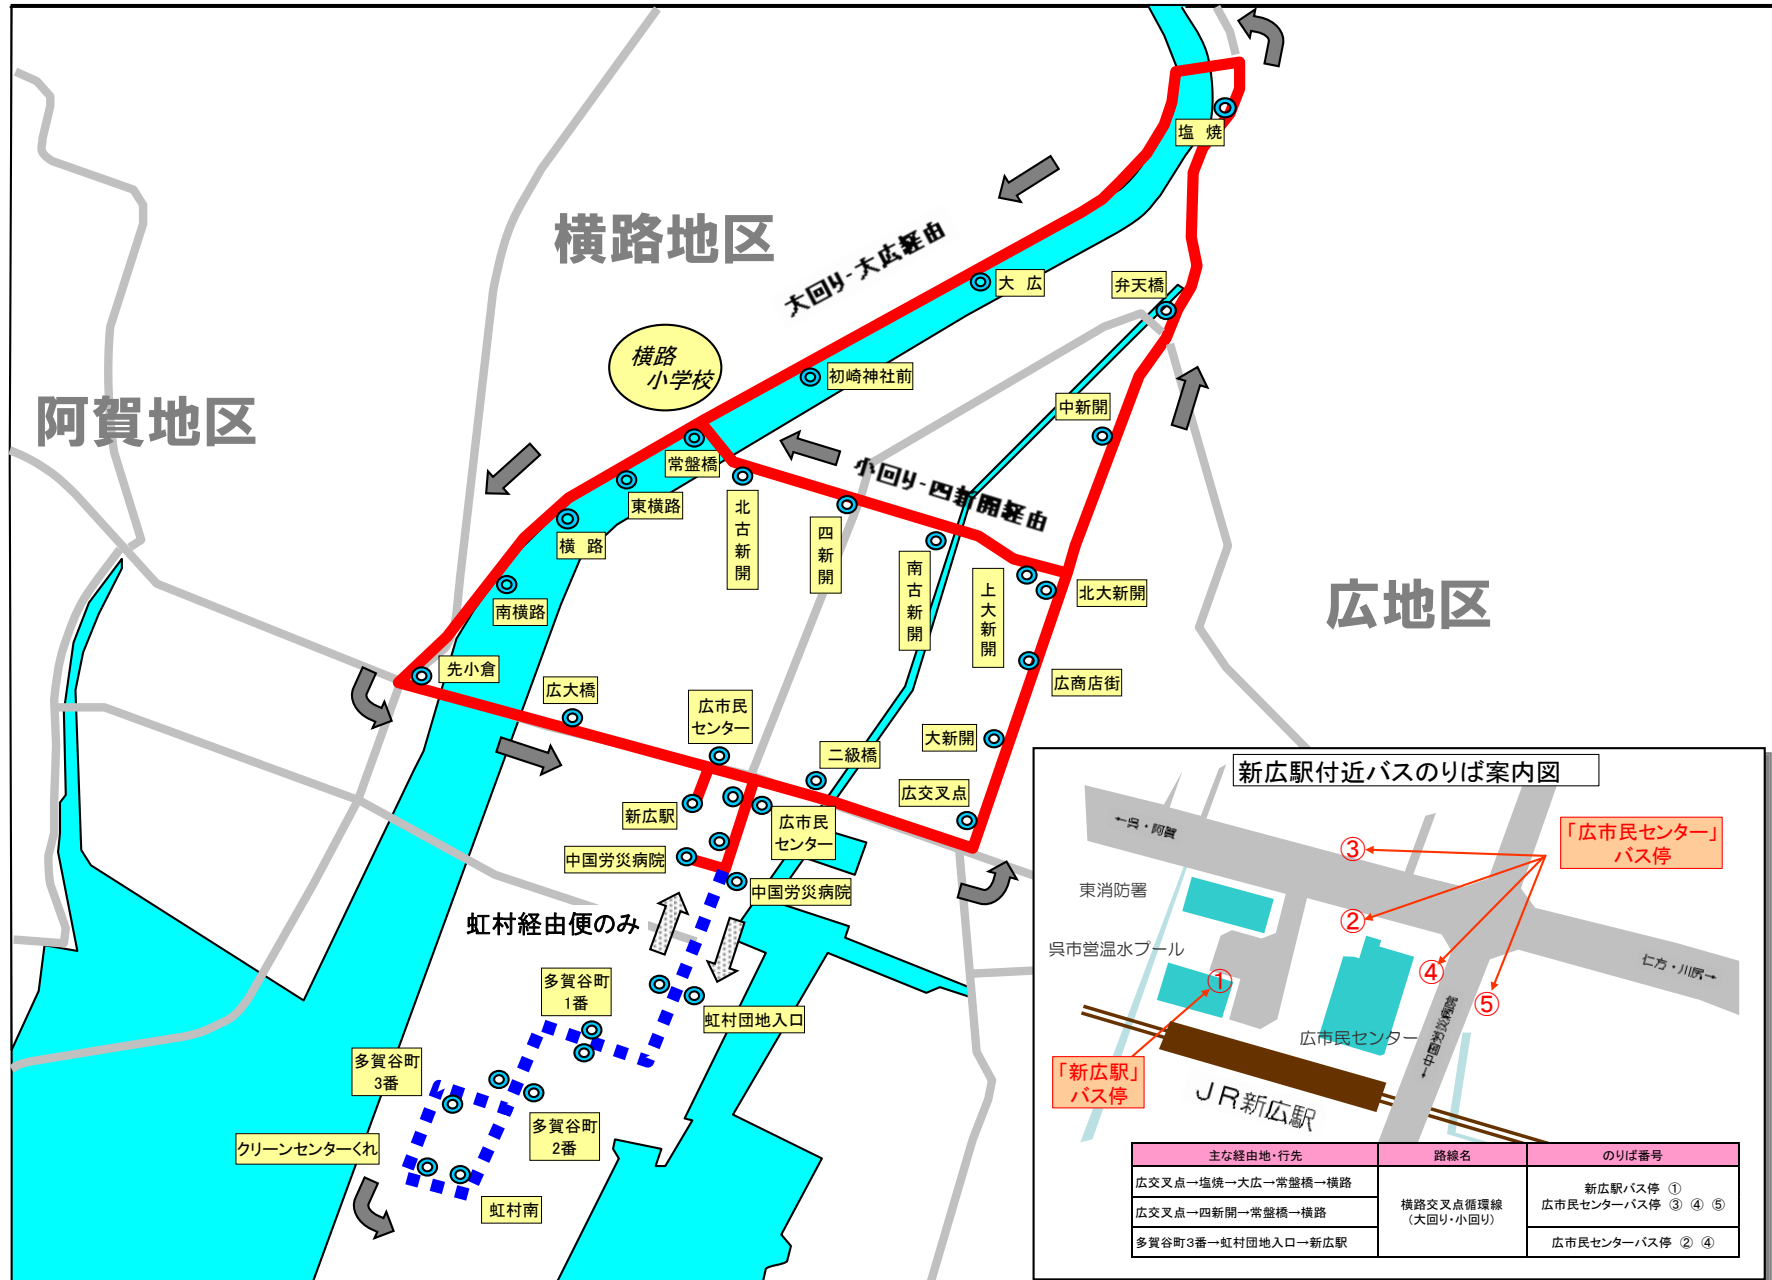 塩 焼
横路地区
大回り-大広経由
大 広
弁天橋
横路
小学校
初崎神社前
阿賀地区
中新開
常盤橋
小回り-四新開経由
東横路
北古新開
四新開
横 路
南古新開
上大新開
北大新開
広地区
南横路
先小倉
広大橋
広市民
センター
広商店街
二級橋
大新開
新広駅
広交叉点
広市民
センター
中国労災病院
中国労災病院
虹村経由便のみ
多賀谷町
1番
虹村団地入口
多賀谷町
3番
多賀谷町
2番
クリーンセンターくれ
虹村南
新広駅付近バスのりば案内図
「広市民センター」
バス停
③
東消防署
②
呉市営温水プール
①
④
⑤
仁方・川尻→
広市民センター
←中国労災病院
「新広駅」
バス停
JR新広駅
主な経由地・行先
路線名
のりば番号
広交叉点→塩焼→大広→常盤橋→横路
広交叉点→四新開→常盤橋→横路
多賀谷町3番→虹村団地入口→新広駅
横路交叉点循環線
(大回り・小回り)
新広駅バス停 ①
広市民センターバス停 ③ ④ ⑤
広市民センターバス停 ② ④